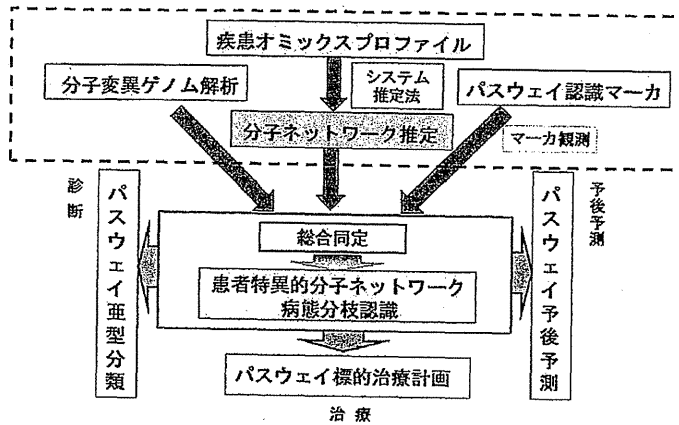 疾患オミックスプロファイル
分子変異ゲノム解析
システム
推定法
パスウェイ認識マーカ
分子ネットワーク推定
マーカ観測
診断
パスウェイ亜型分類
総合同定
患者特異的分子ネットワーク
病態分枝認識
パスウェイ予後予測
予後予測
パスウェイ標的治療計画
治療